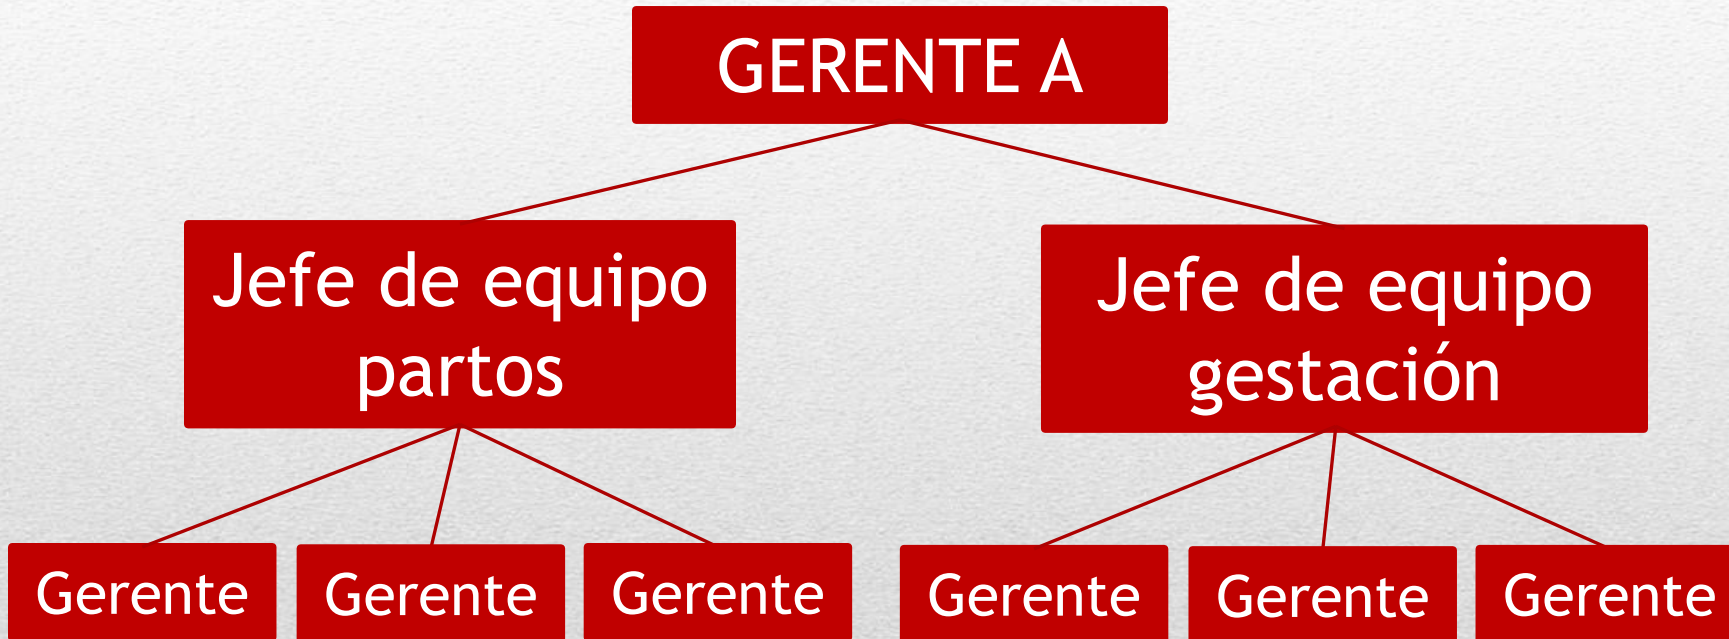 GERENTE A
Jefe de equipo
partos
Jefe de equipo
gestación
Gerente
Gerente
Gerente
Gerente
Gerente
Gerente